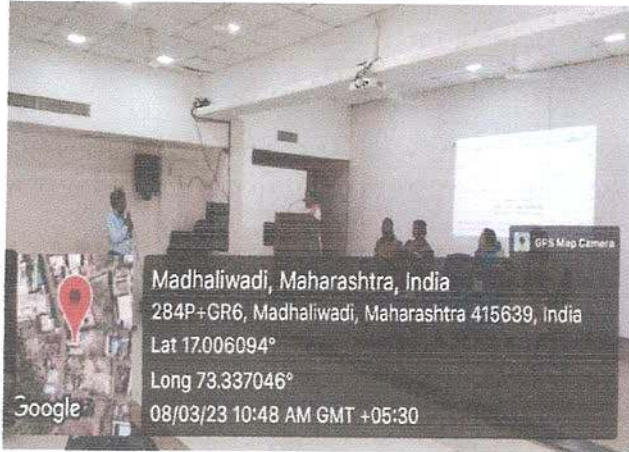 GPS Map Camera
Madhaliwadi, Maharashtra, India
284P+GR6, Madhaliwadi, Maharashtra 415639, India
Lat 17.006094°
Long 73.337046°
08/03/23 10:48 AM GMT +05:30
Google